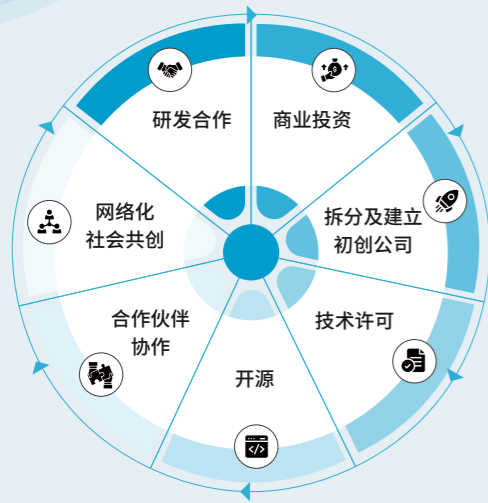 研发合作
商业投资
拆分及建立
初创公司
技术许可
开源
合作伙伴
协作
网络化
社会共创